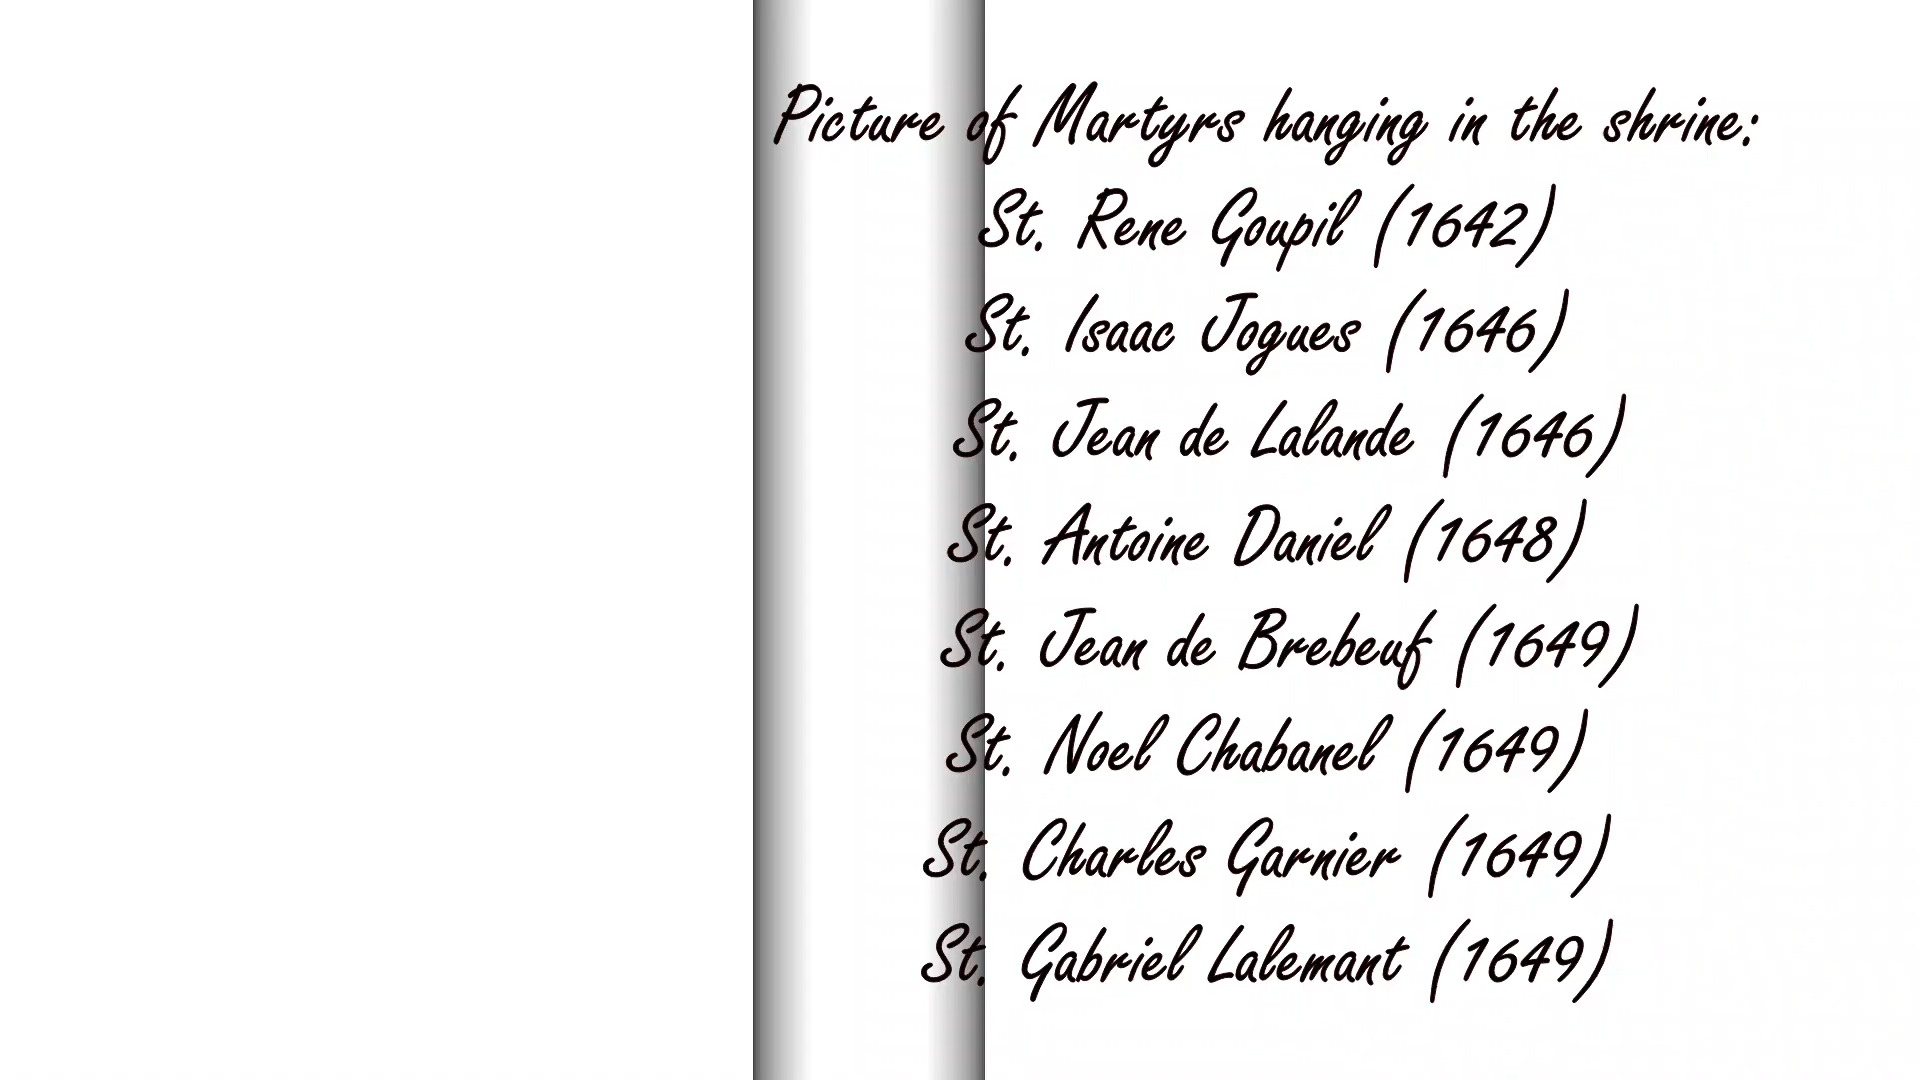 Picture of Martyrs hanging in the shrine:
St. Rene Goupil (1642)
St. Isaac Jogues (1646)
St. Jean de Lalande (1646)
St. Antoine Daniel (1648)
St. Jean de Brebeuf (1649)
St. Noel Chabanel (1649)
St. Charles Garnier (1649)
St. Gabriel Lalemant (1649)